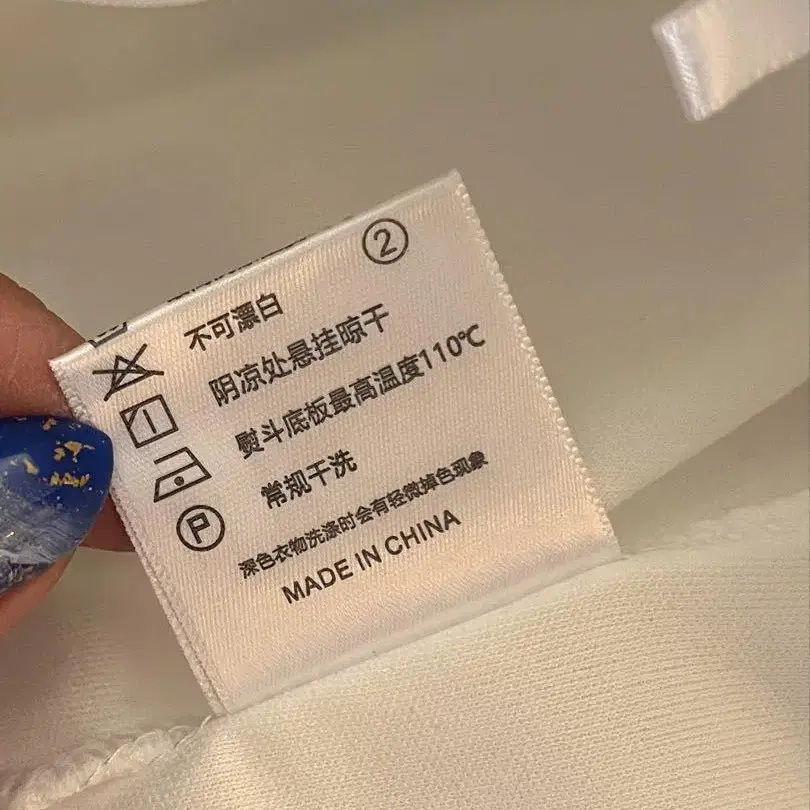 ②
不可漂白
阴凉处悬挂晾干
熨斗底板最高温度110℃
P 常规干洗
深色衣物洗涤时会有轻微掉色现象
MADE IN CHINA